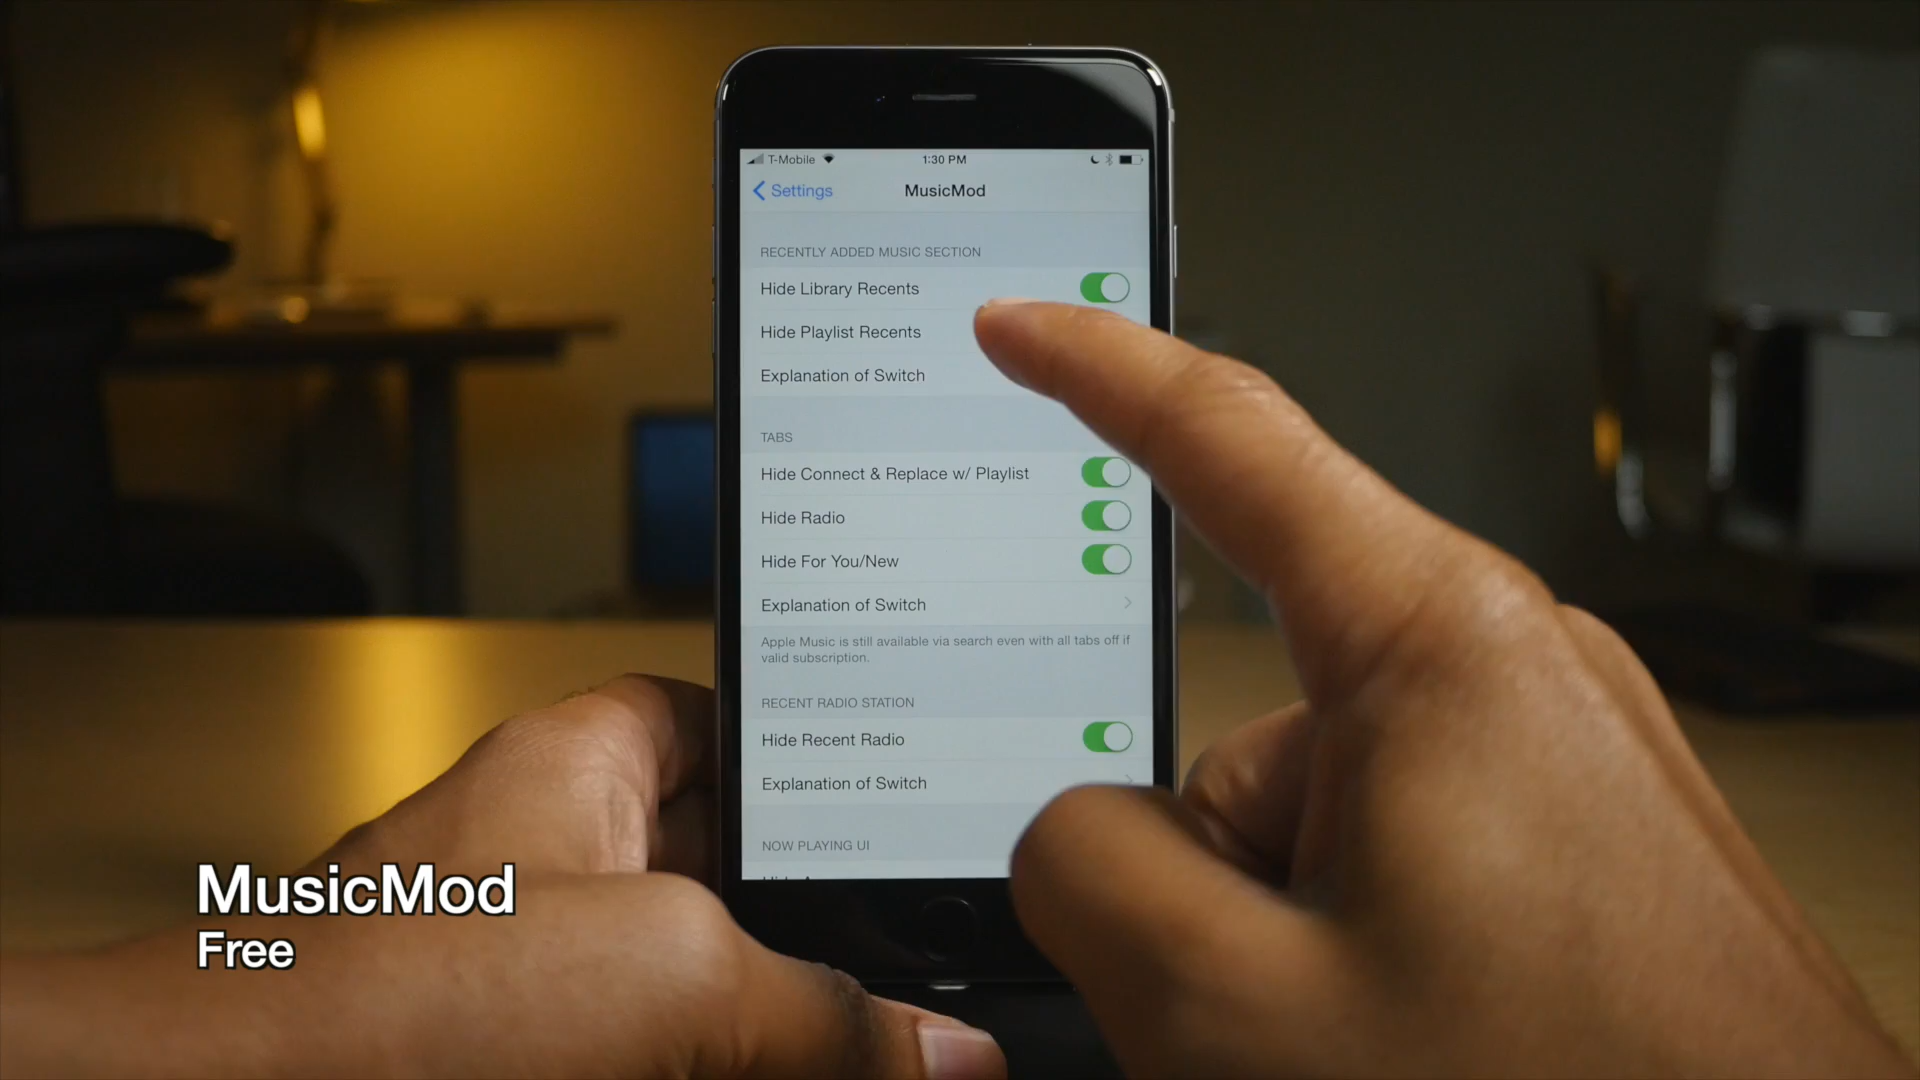 T-Mobile 1:30 PM
Settings MusicMod
RECENTLY ADDED MUSIC SECTION
Hide Library Recents
Hide Playlist Recents
Explanation of Switch
TABS
Hide Connect & Replace w/ Playlist
Hide Radio
Hide For You/New
Explanation of Switch
Apple Music is still available via search even with all tabs off if
valid subscription.
RECENT RADIO STATION
Hide Recent Radio
Explanation of Switch
NOW PLAYING UI
MusicMod
Free